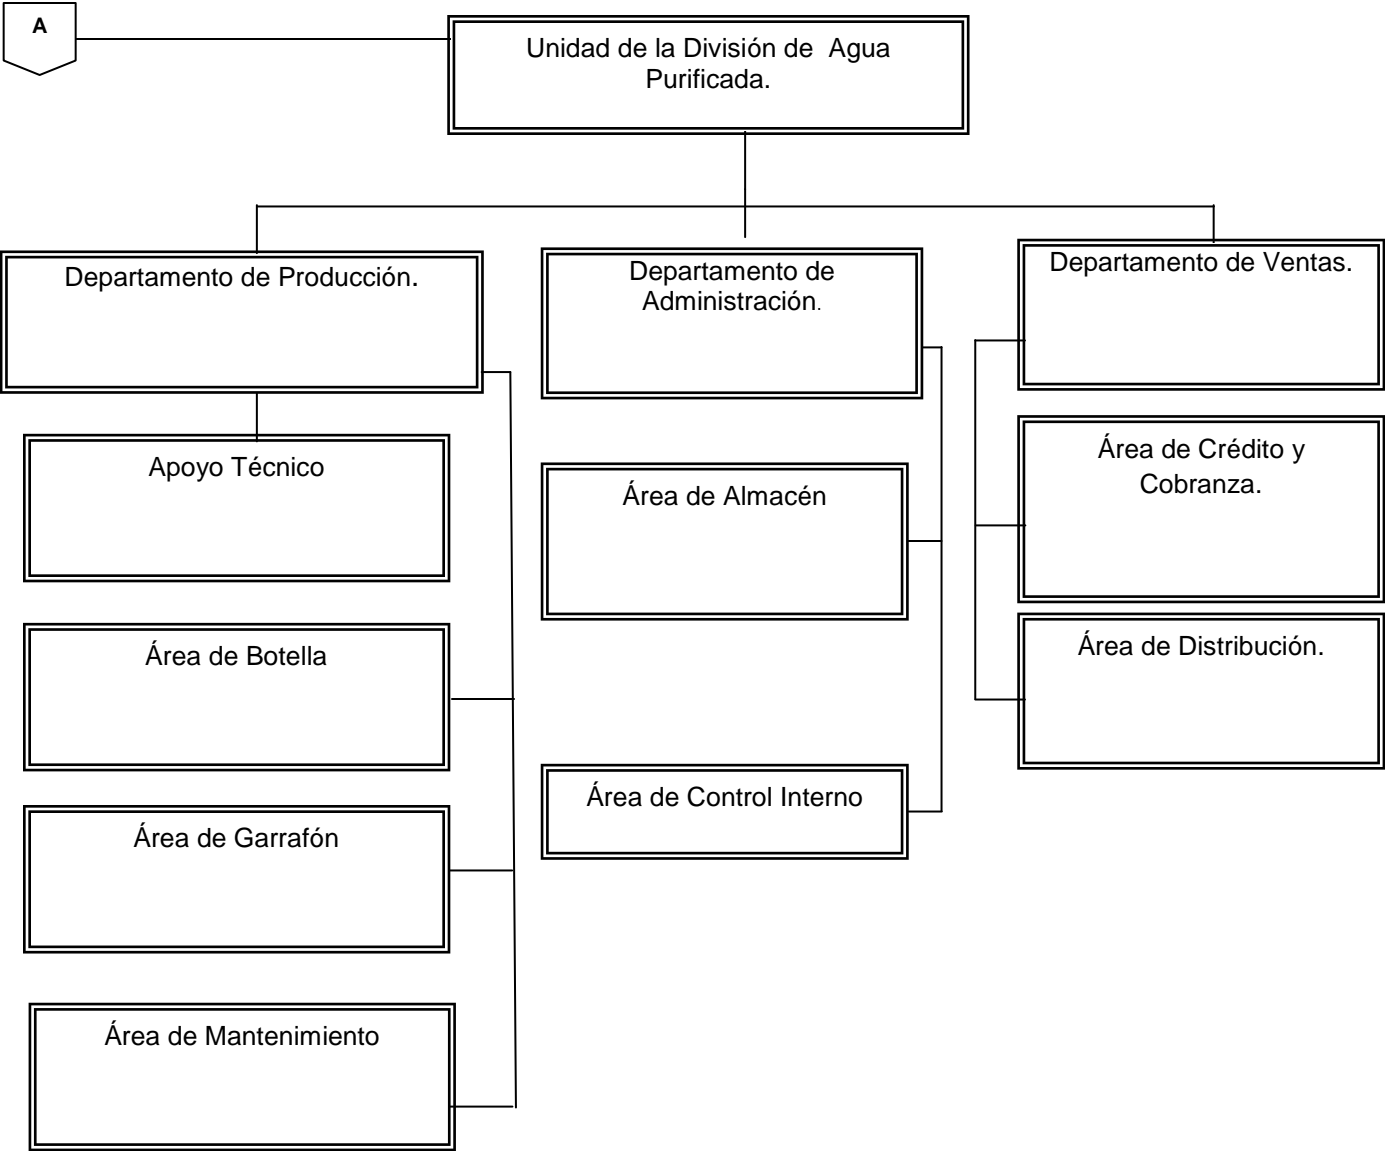 A
Unidad de la División de  Agua
Purificada.
Departamento de Producción.
Departamento de
Administración.
Departamento de Ventas.
Apoyo Técnico
Área de Almacén
Área de Crédito y
Cobranza.
Área de Botella
Área de Distribución.
Área de Garrafón
Área de Control Interno
Área de Mantenimiento